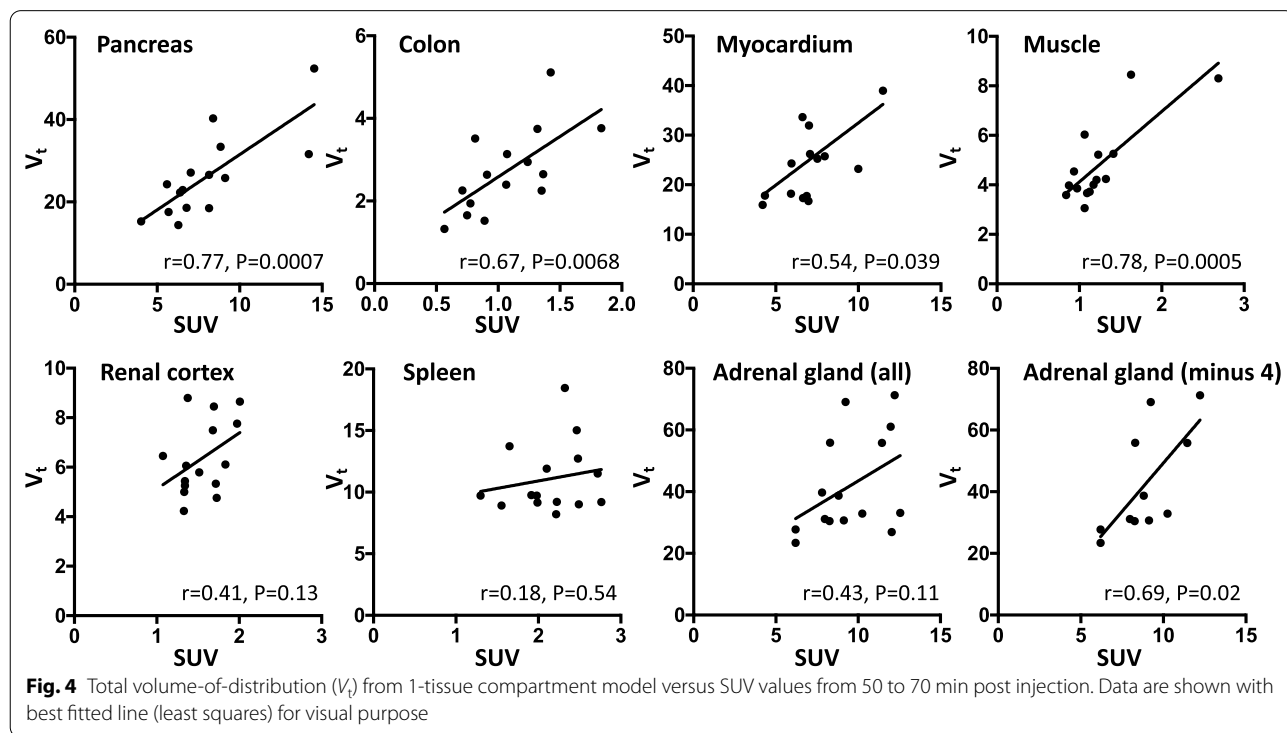 Pancreas
60
40
20
0
V_t
0
5
10
15
SUV
r=0.77, P=0.0007
Colon
6
4
2
0
V_t
0.0
0.5
1.0
1.5
2.0
SUV
r=0.67, P=0.0068
Myocardium
50
40
30
20
10
0
V_t
0
5
10
15
SUV
r=0.54, P=0.039
Muscle
10
8
6
4
2
0
V_t
0
1
2
3
SUV
r=0.78, P=0.0005
Renal cortex
10
8
6
4
2
0
V_t
0
1
2
3
SUV
r=0.41, P=0.13
Spleen
20
15
10
5
0
V_t
0
1
2
3
SUV
r=0.18, P=0.54
Adrenal gland (all)
80
60
40
20
0
V_t
0
5
10
15
SUV
r=0.43, P=0.11
Adrenal gland (minus 4)
80
60
40
20
0
V_t
0
5
10
15
SUV
r=0.69, P=0.02
Fig. 4 Total volume-of-distribution (V_t) from 1-tissue compartment model versus SUV values from 50 to 70 min post injection. Data are shown with
best fitted line (least squares) for visual purpose